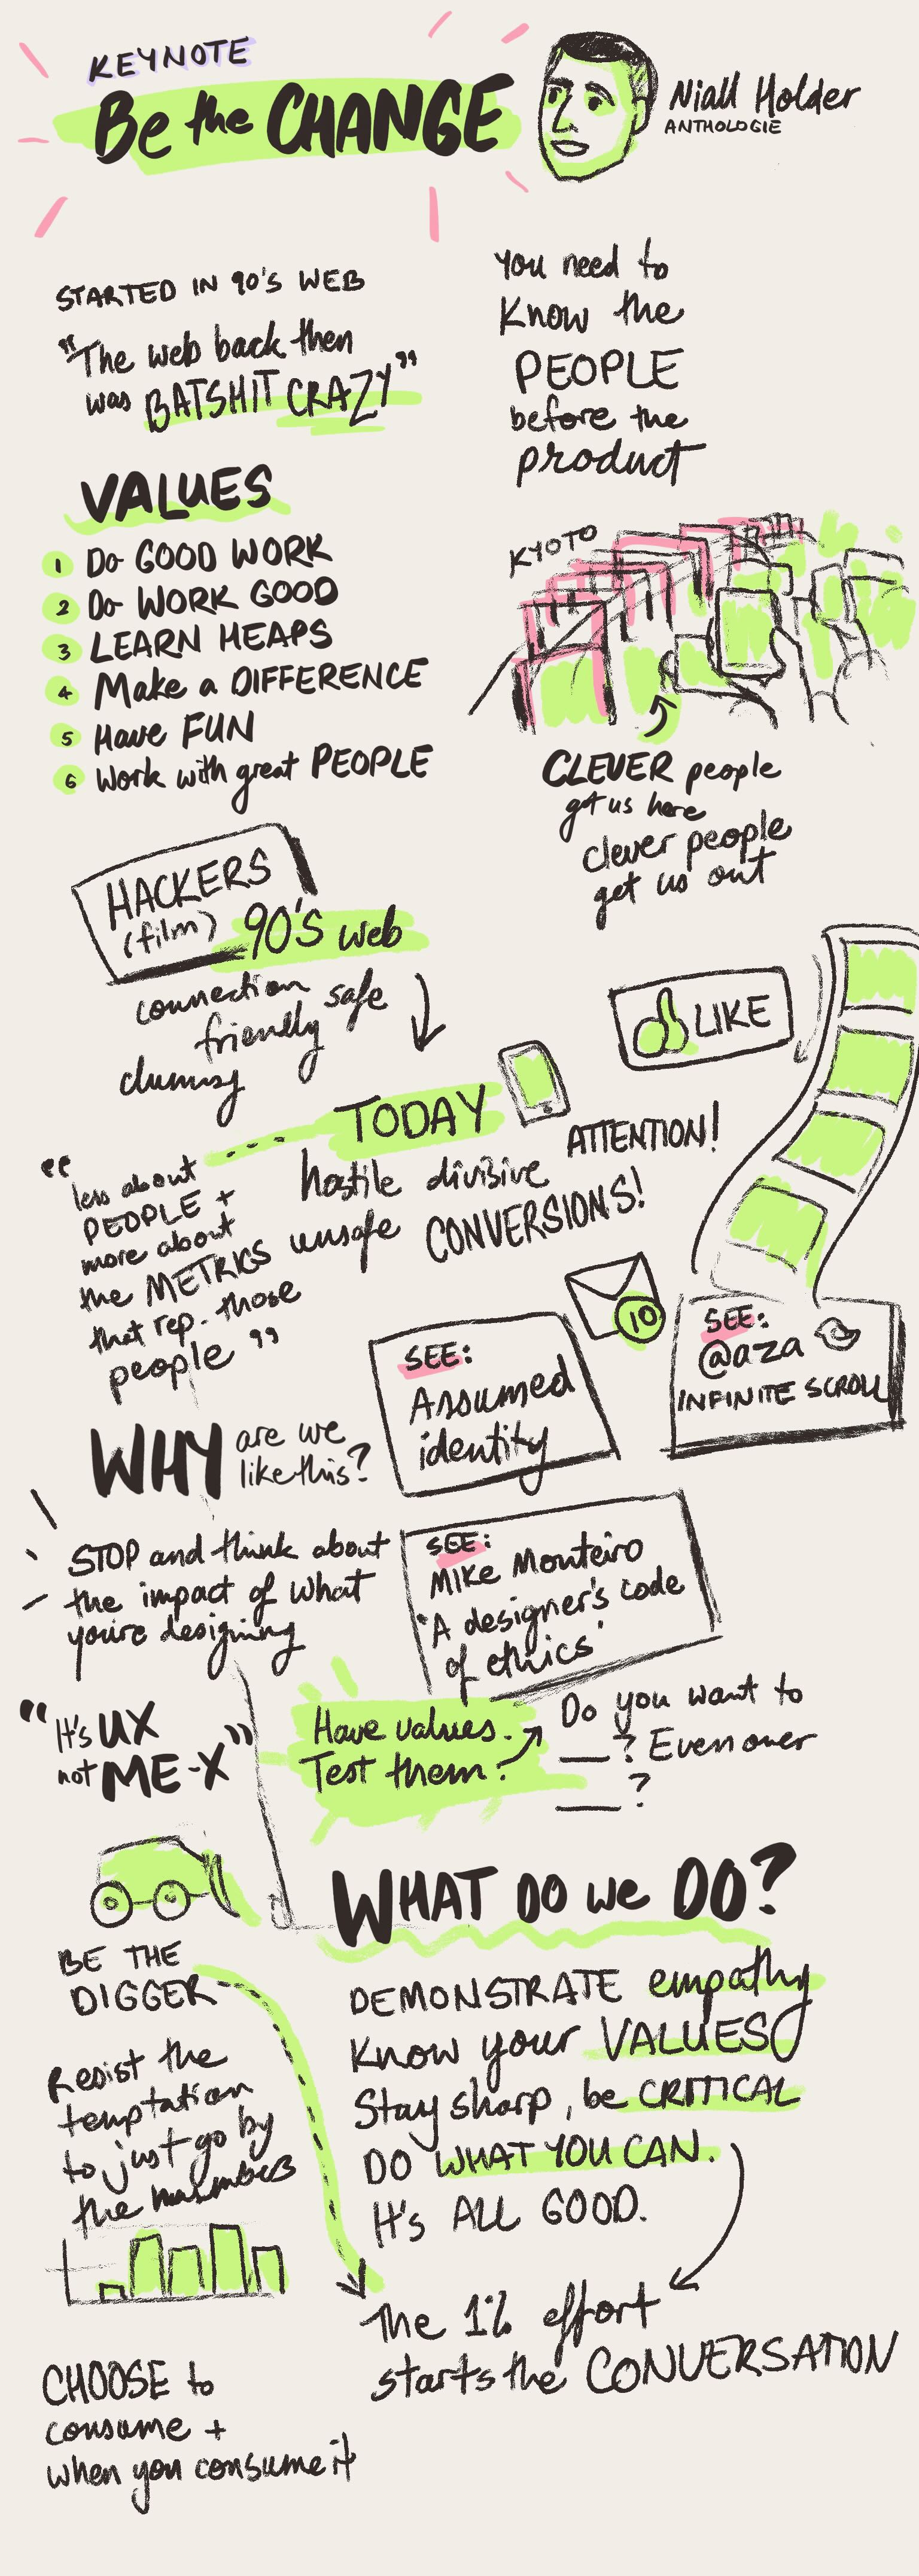 KEYNOTE
Be the CHANGE
Niall Holder
ANTHOLOGIE
STARTED IN 90'S WEB
"The web back then
was BATSHIT CRAZY"
You need to
Know the
PEOPLE
before the
product
VALUES
1 Do GOOD WORK
2 Do WORK GOOD
3 LEARN HEAPS
4 Make a DIFFERENCE
5 Have FUN
6 Work with great PEOPLE
KYOTO
CLEVER people
got us here
clever people
get us out
HACKERS
(film)
90'S web
connection safe
friendly
clumsy
LIKE
TODAY
hostile divisive
unsafe
ATTENTION!
CONVERSIONS!
"less about
PEOPLE +
more about
the METRICS
that rep. those
people"
10
SEE:
Assumed
identity
SEE:
@aza
INFINITE SCROLL
WHY are we
like this?
STOP and think about
the impact of what
you're designing
SEE:
Mike Monteiro
'A designer's code
of ethics'
"It's UX
not ME-X"
Have values.
Test them?
Do you want to
___? Even over
___?
BE THE
DIGGER
Resist the
temptation
to just go by
the numbers
WHAT DO we DO?
DEMONSTRATE empathy
Know your VALUES
Stay sharp, be CRITICAL
DO WHAT YOU CAN.
It's ALL GOOD.
The 1% effort
starts the CONVERSATION
CHOOSE to
consume +
when you consume it